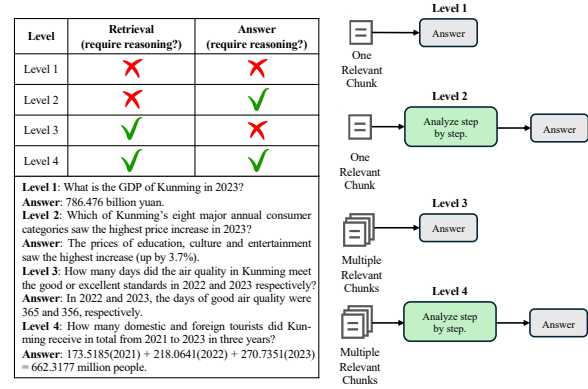 Level
Retrieval
(require reasoning?)
Answer
(require reasoning?)
Level 1
Level 2
Level 3
Level 4
Level 1: What is the GDP of Kunming in 2023?
Answer: 786.476 billion yuan.
Level 2: Which of Kunming's eight major annual consumer
categories saw the highest price increase in 2023?
Answer: The prices of education, culture and entertainment
saw the highest increase (up by 3.7%).
Level 3: How many days did the air quality in Kunming meet
the good or excellent standards in 2022 and 2023 respectively?
Answer: In 2022 and 2023, the days of good air quality were
365 and 356, respectively.
Level 4: How many domestic and foreign tourists did Kun-
ming receive in total from 2021 to 2023 in three years?
Answer: 173.5185(2021) + 218.0641(2022) + 270.7351(2023)
= 662.3177 million people.
Level 1
Answer
One
Relevant
Chunk
Level 2
Analyze step
by step.
Answer
One
Relevant
Chunk
Level 3
Answer
Multiple
Relevant
Chunks
Level 4
Analyze step
by step.
Answer
Multiple
Relevant
Chunks